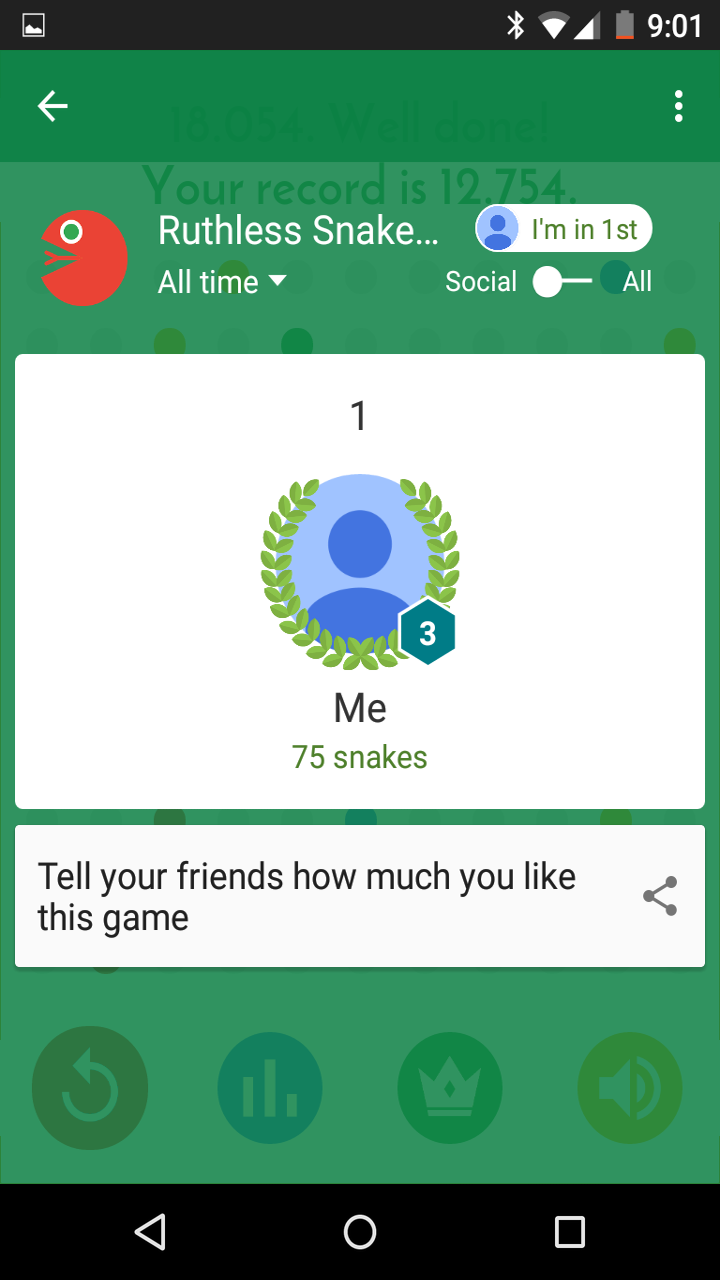 9:01
18.054. Well done!
Your record is 12.754.
Ruthless Snake...
I'm in 1st
All time
Social
All
1
3
Me
75 snakes
Tell your friends how much you like
this game